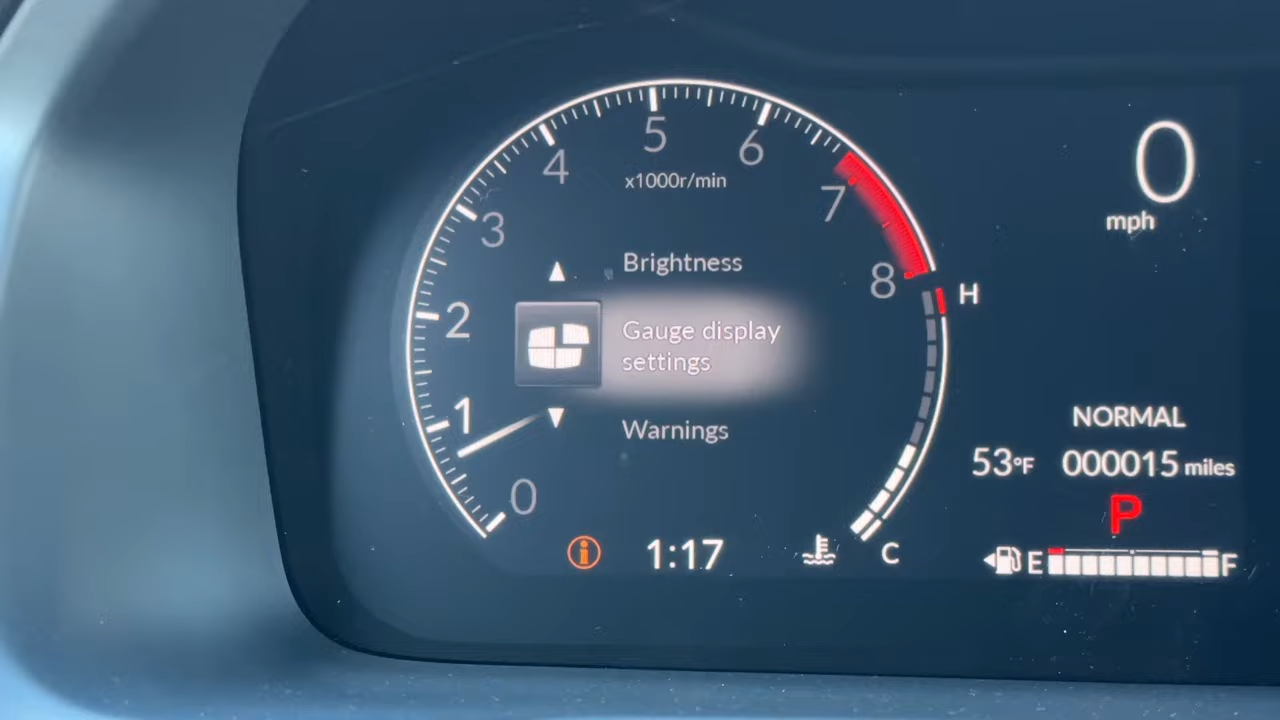 5
4
6
x1000r/min
7
3
0
mph
Brightness
8
H
2
Gauge display
settings
1
Warnings
NORMAL
53°F 000015 miles
0
P
1:17
C
E
F